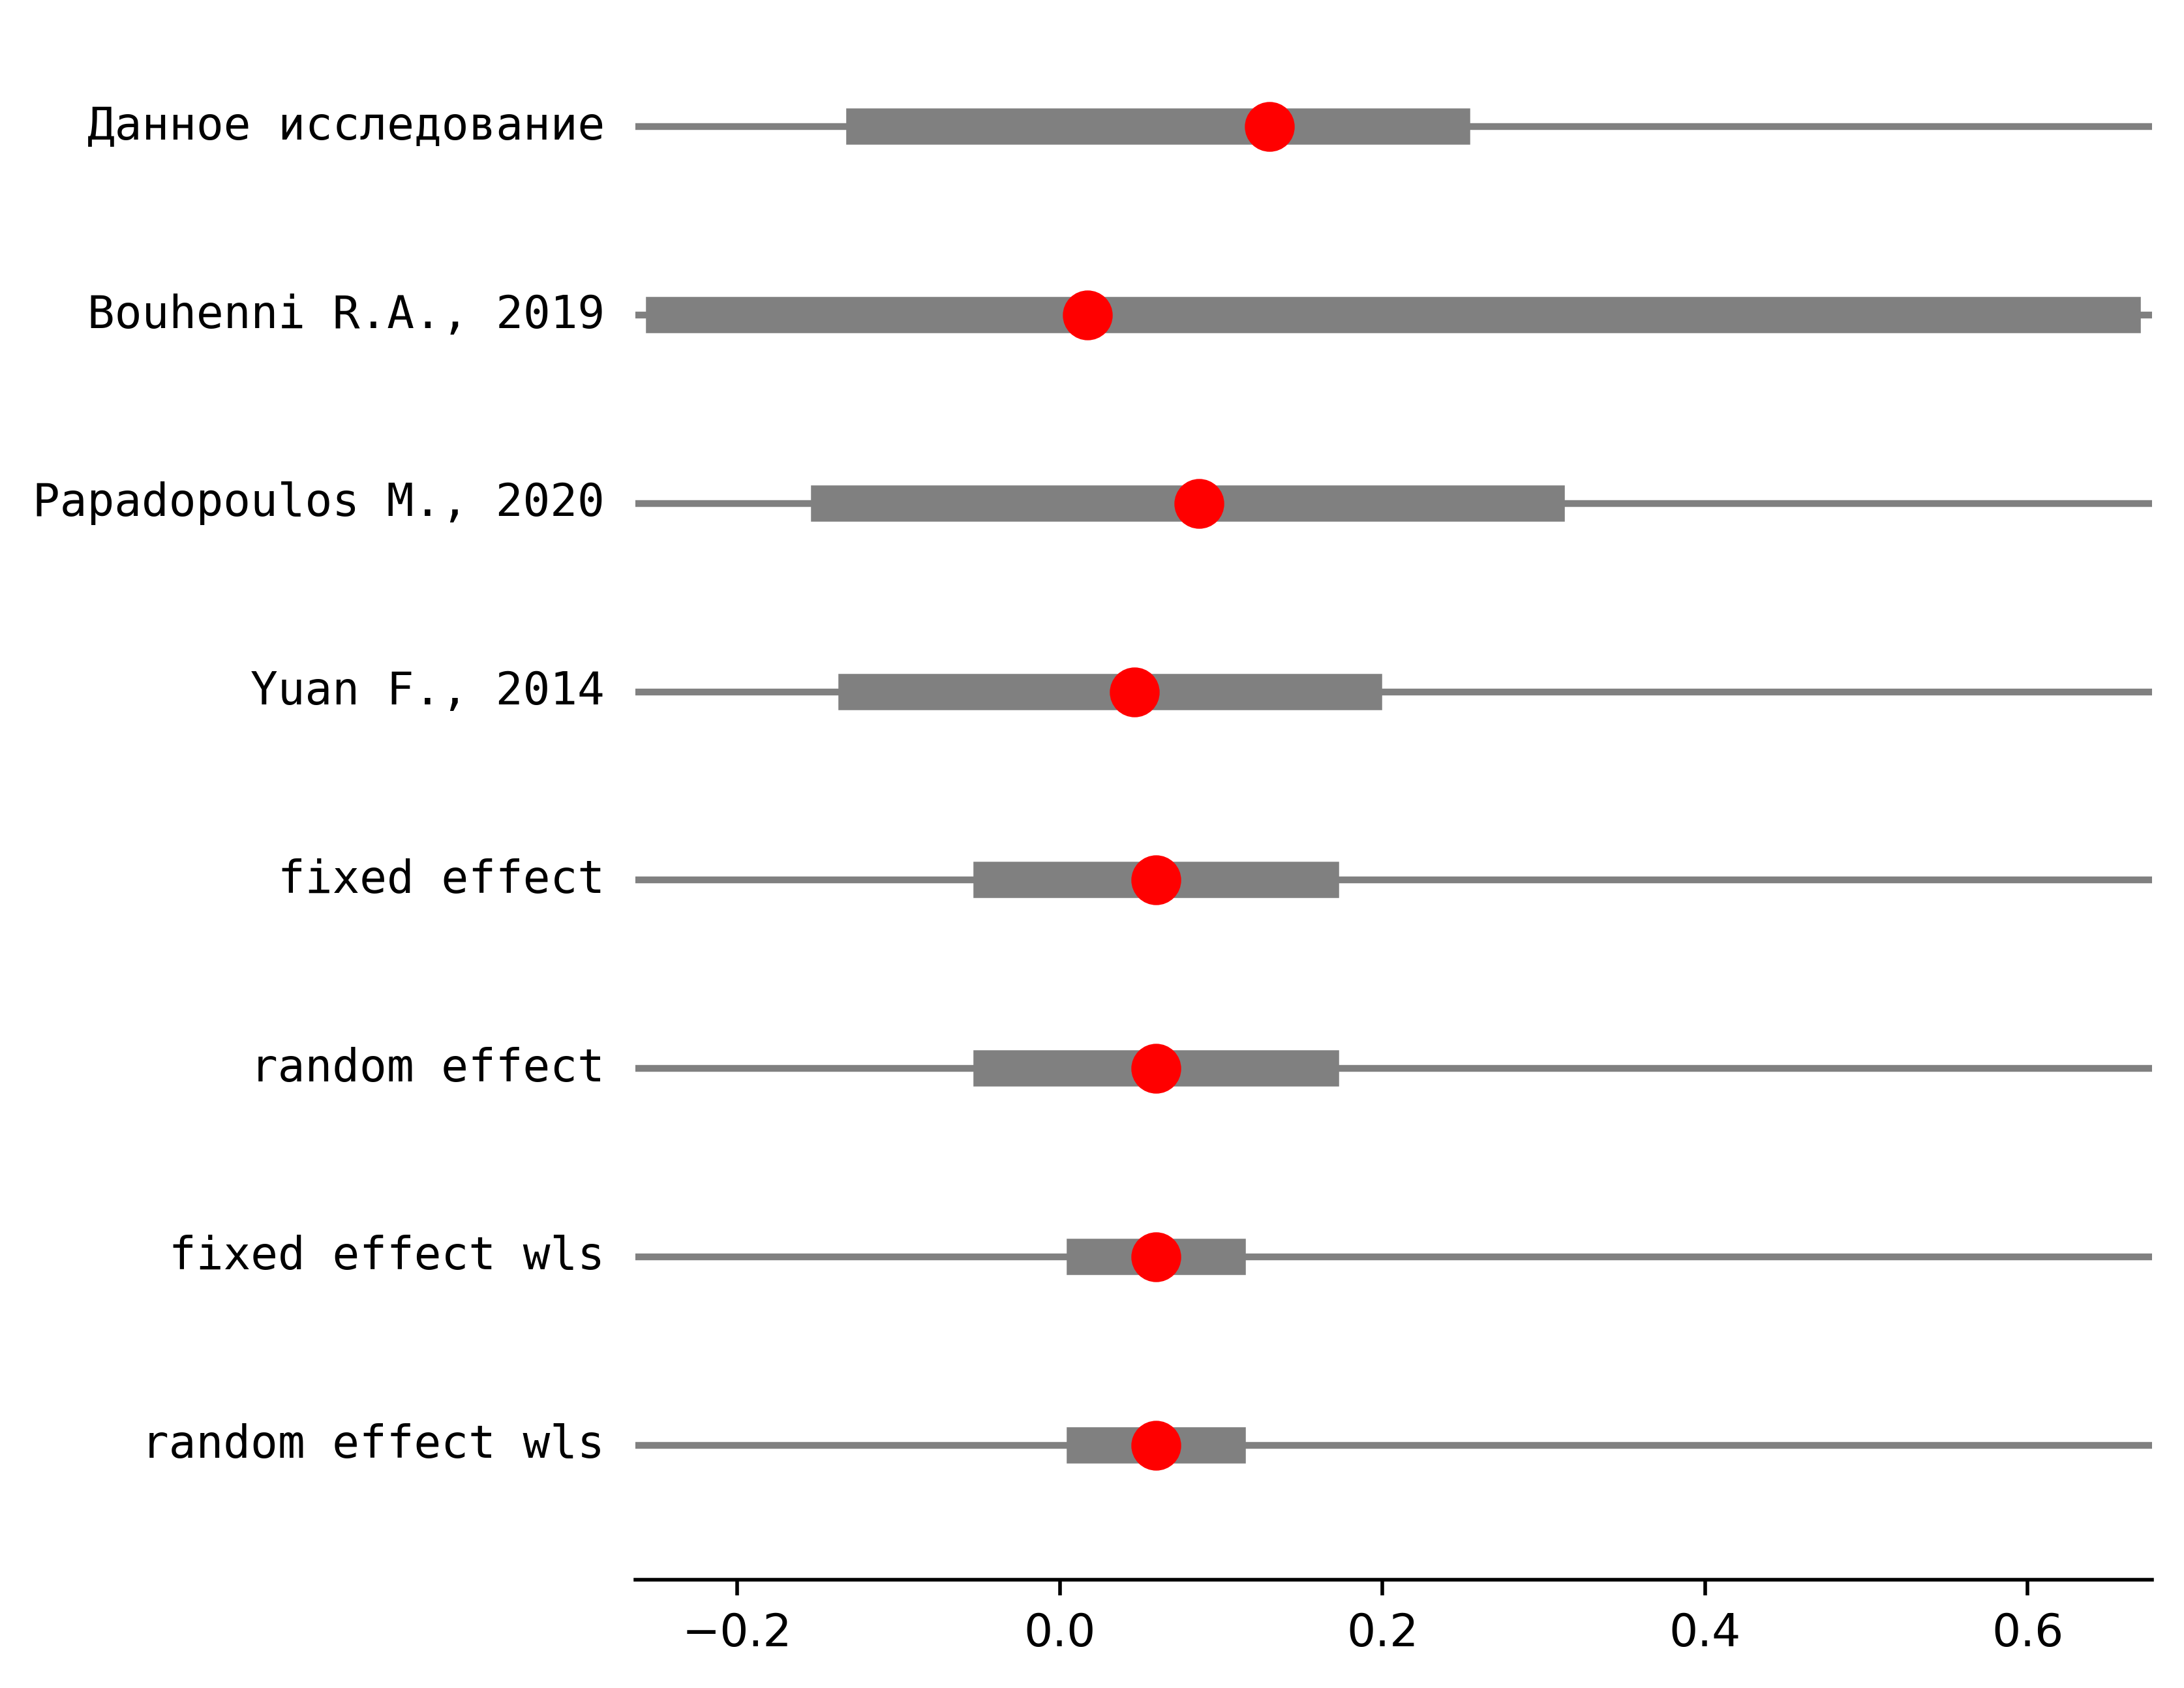 Данное исследование
Bouhenni R.A., 2019
Papadopoulos M., 2020
Yuan F., 2014
fixed effect
random effect
fixed effect wls
random effect wls
−0.2 0.0 0.2 0.4 0.6